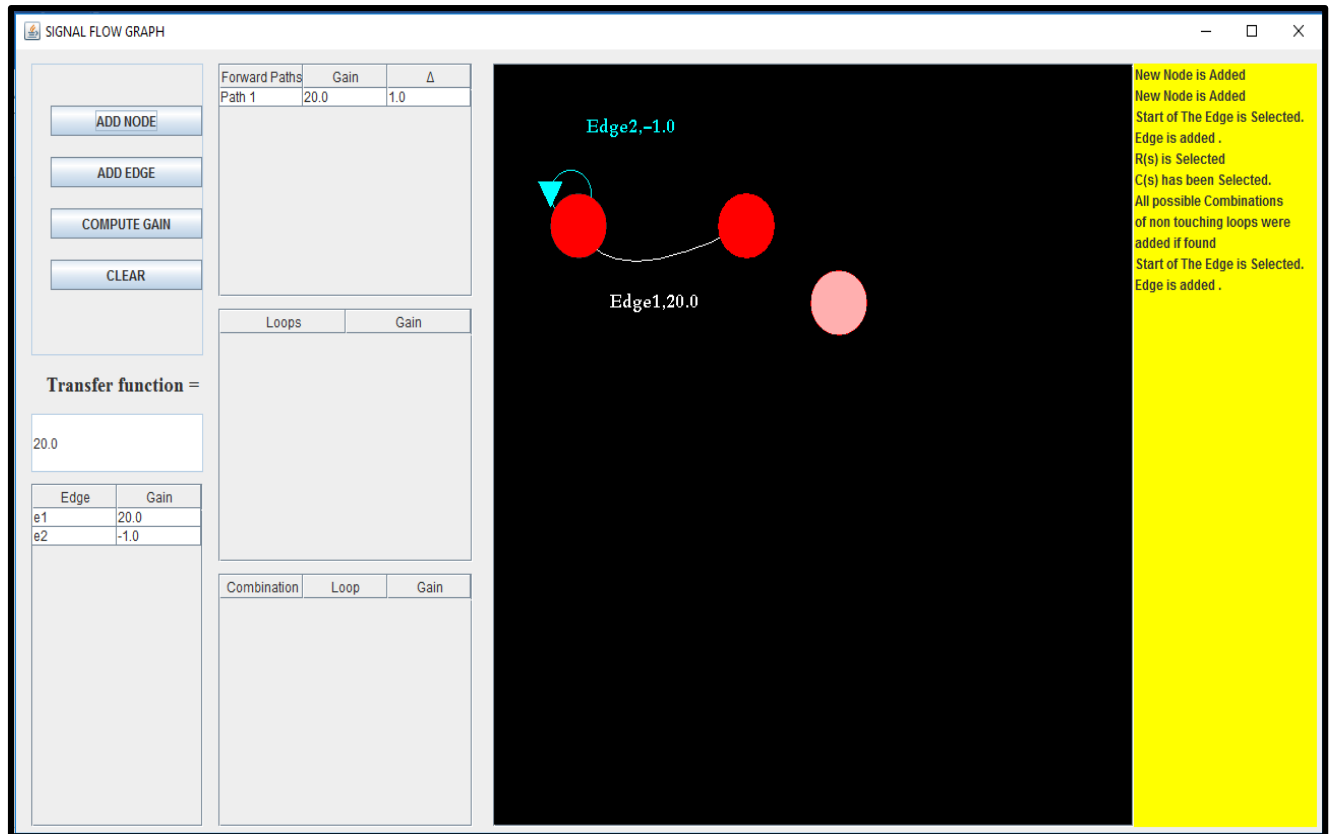 SIGNAL FLOW GRAPH
ADD NODE
ADD EDGE
COMPUTE GAIN
CLEAR
Transfer function =
20.0
Edge Gain
e1 20.0
e2 -1.0
Forward Paths Gain Δ
Path 1 20.0 1.0
Loops Gain
Combination Loop Gain
Edge2,-1.0
Edge1,20.0
New Node is Added
New Node is Added
Start of The Edge is Selected.
Edge is added .
R(s) is Selected
C(s) has been Selected.
All possible Combinations
of non touching loops were
added if found
Start of The Edge is Selected.
Edge is added .